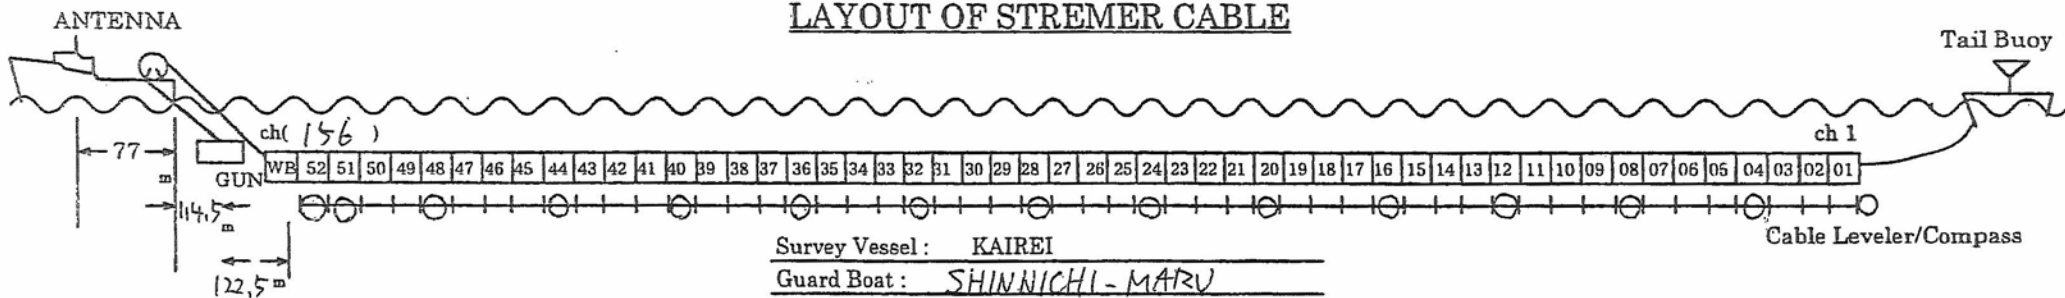 LAYOUT OF STREMER CABLE
ANTENNA
Tail Buoy
ch( 156 )
ch 1
77
m
GUN
WB 52 51 50 49 48 47 46 45 44 43 42 41 40 39 38 37 36 35 34 33 32 31 30 29 28 27 26 25 24 23 22 21 20 19 18 17 16 15 14 13 12 11 10 09 08 07 06 05 04 03 02 01
114,5
m
Cable Leveler/Compass
122,5 m
Survey Vessel : KAIREI
Guard Boat : SHINNICHI-MARU